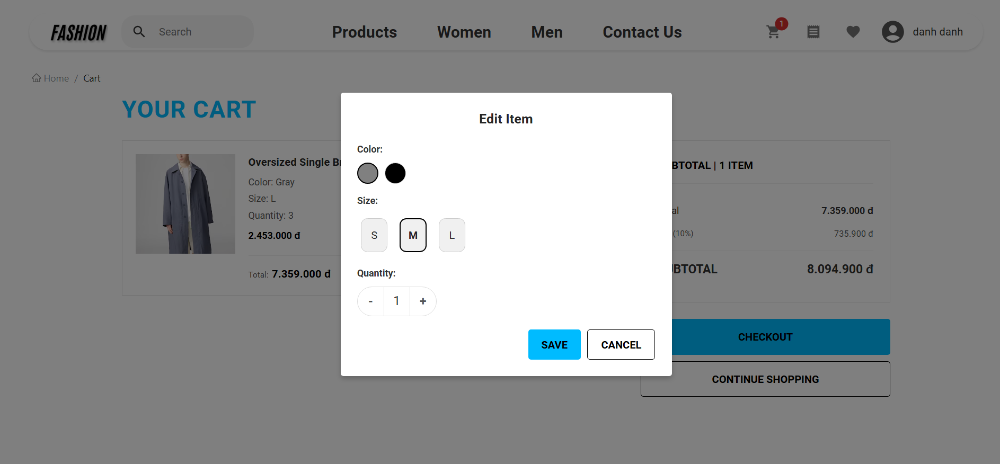 FASHION
Search
Products
Women
Men
Contact Us
1
danh danh
Home / Cart
YOUR CART
Oversized Single B
Color: Gray
Size: L
Quantity: 3
2.453.000 đ
Total: 7.359.000 đ
Edit Item
Color:
Size:
S
M
L
Quantity:
- 1 +
SAVE
CANCEL
BTOTAL | 1 ITEM
al 7.359.000 đ
(10%) 735.900 đ
BTOTAL 8.094.900 đ
CHECKOUT
CONTINUE SHOPPING